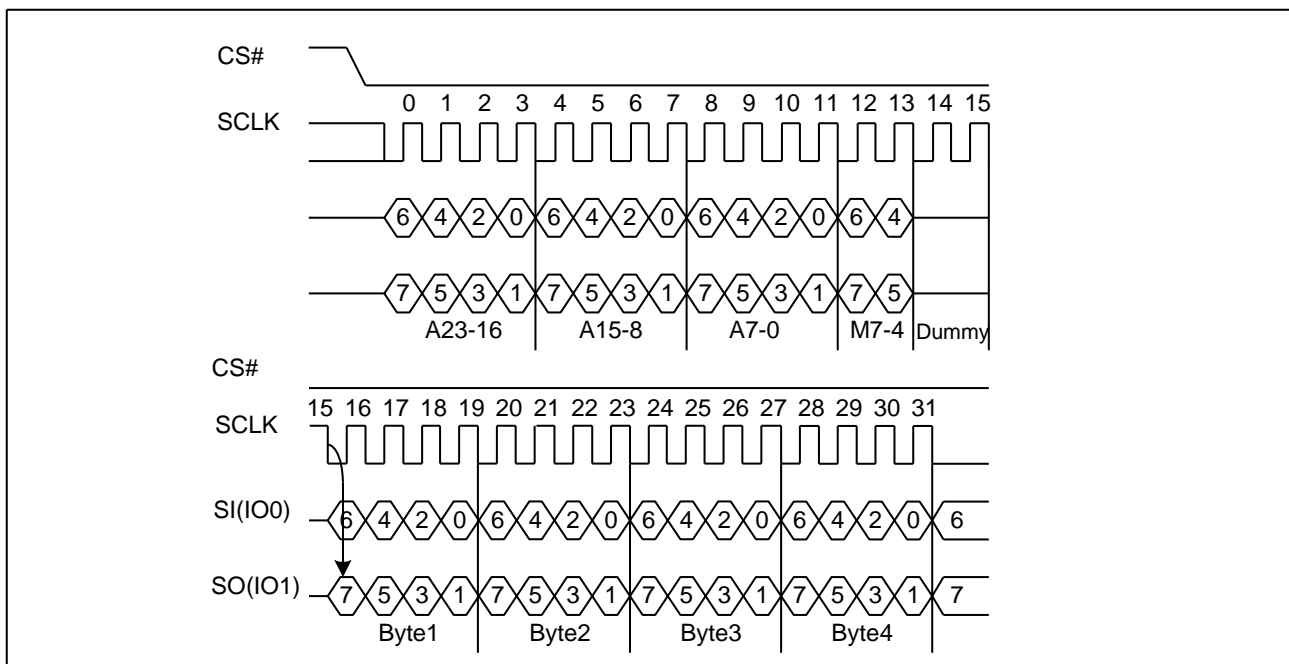 CS#
0 1 2 3 4 5 6 7 8 9 10 11 12 13 14 15
SCLK
6 4 2 0 6 4 2 0 6 4 2 0 6 4
7 5 3 1 7 5 3 1 7 5 3 1 7 5
A23-16 A15-8 A7-0 M7-4 Dummy
CS#
15 16 17 18 19 20 21 22 23 24 25 26 27 28 29 30 31
SCLK
SI(IO0) 6 4 2 0 6 4 2 0 6 4 2 0 6 4 2 0 6
SO(IO1) 7 5 3 1 7 5 3 1 7 5 3 1 7 5 3 1 7
Byte1 Byte2 Byte3 Byte4